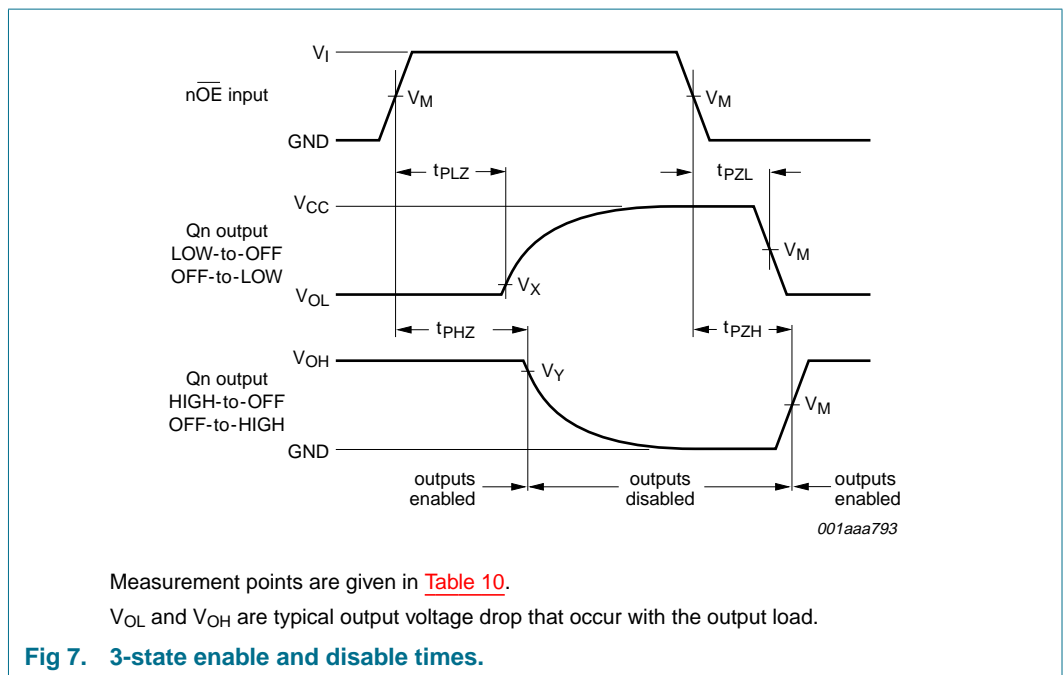 VI
nOE input
VM
VM
GND
tPLZ
tPZL
VCC
Qn output
LOW-to-OFF
OFF-to-LOW
VM
VX
VOL
tPHZ
tPZH
VOH
VY
Qn output
HIGH-to-OFF
OFF-to-HIGH
VM
GND
outputs
enabled
outputs
disabled
outputs
enabled
001aaa793
Measurement points are given in Table 10.
VOL and VOH are typical output voltage drop that occur with the output load.
Fig 7. 3-state enable and disable times.